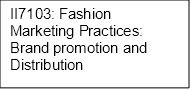 II7103: Fashion
Marketing Practices:
Brand promotion and
Distribution